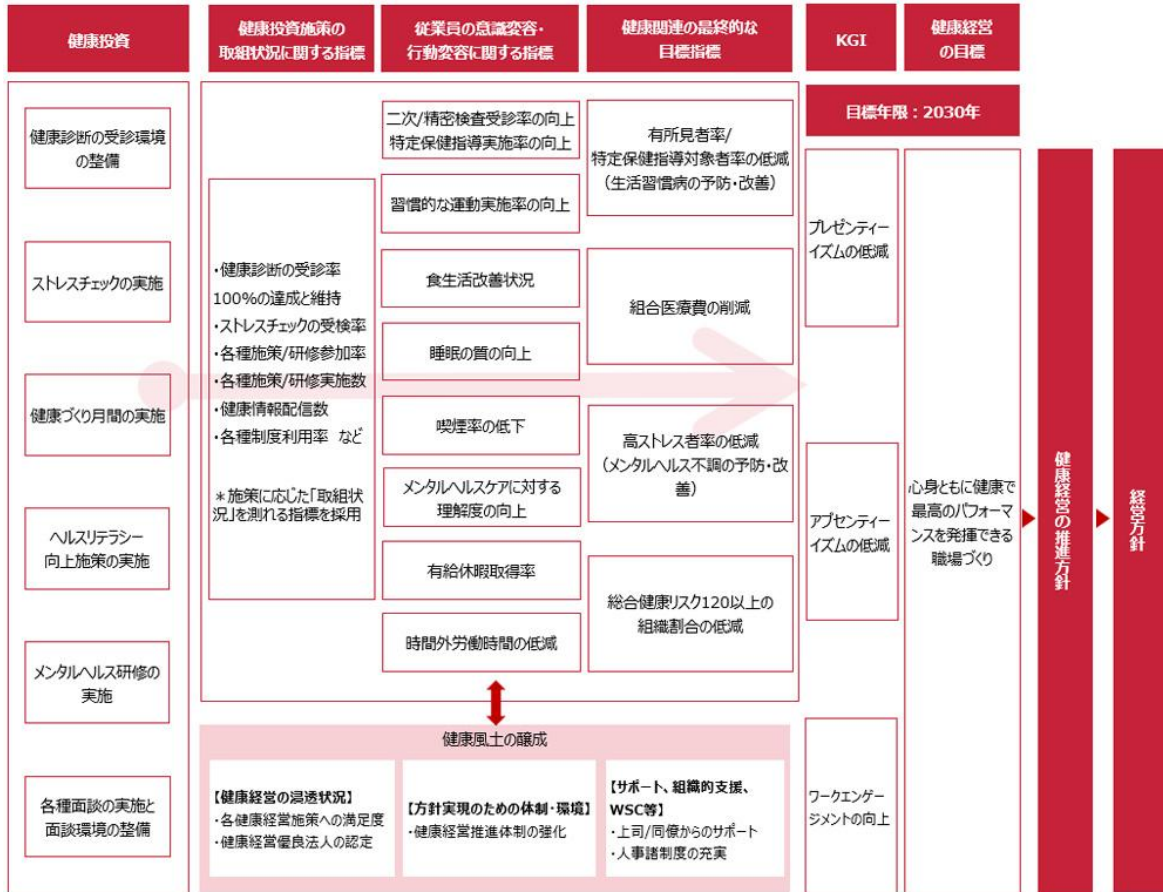 健康投資
健康投資施策の
取組状況に関する指標
従業員の意識変容・
行動変容に関する指標
健康関連の最終的な
目標指標
KGI
健康経営
の目標
目標年限：2030年
健康診断の受診環境
の整備
ストレスチェックの実施
健康づくり月間の実施
ヘルスリテラシー
向上施策の実施
メンタルヘルス研修の
実施
各種面談の実施と
面談環境の整備
・健康診断の受診率
100%の達成と維持
・ストレスチェックの受検率
・各種施策/研修参加率
・各種施策/研修実施数
・健康情報配信数
・各種制度利用率 など
＊施策に応じた「取組状
況」を測れる指標を採用
二次/精密検査受診率の向上
特定保健指導実施率の向上
習慣的な運動実施率の向上
食生活改善状況
睡眠の質の向上
喫煙率の低下
メンタルヘルスケアに対する
理解度の向上
有給休暇取得率
時間外労働時間の低減
有所見者率/
特定保健指導対象者率の低減
（生活習慣病の予防・改善）
組合医療費の削減
高ストレス者率の低減
（メンタルヘルス不調の予防・改
善）
総合健康リスク120以上の
組織割合の低減
健康風土の醸成
【健康経営の浸透状況】
・各健康経営施策への満足度
・健康経営優良法人の認定
【方針実現のための体制・環境】
・健康経営推進体制の強化
【サポート、組織的支援、
WSC等】
・上司/同僚からのサポート
・人事諸制度の充実
プレゼンティー
イズムの低減
アブセンティー
イズムの低減
ワークエンゲー
ジメントの向上
心身ともに健康で
最高のパフォーマ
ンスを発揮できる
職場づくり
健康経営の推進方針
経営方針